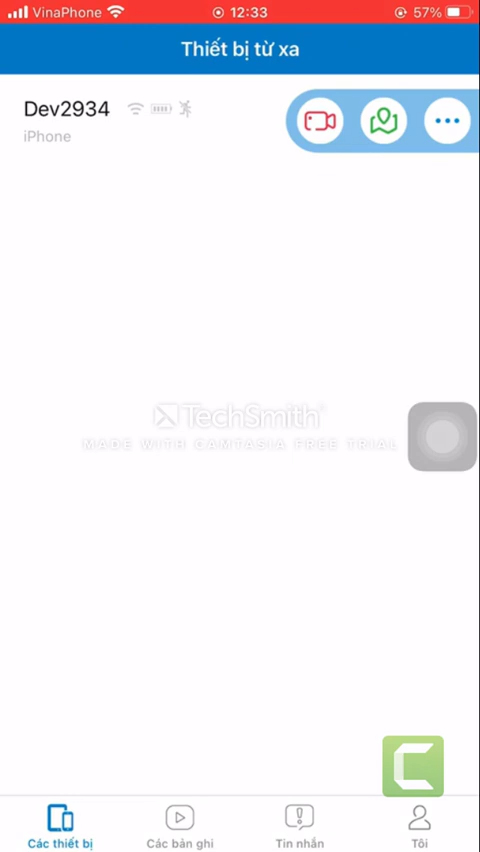 VinaPhone 12:33 57%
Thiết bị từ xa
Dev2934
iPhone
TechSmith
MADE WITH CAMTASIA FREE TRIAL
Các thiết bị Các bản ghi Tin nhắn Tôi